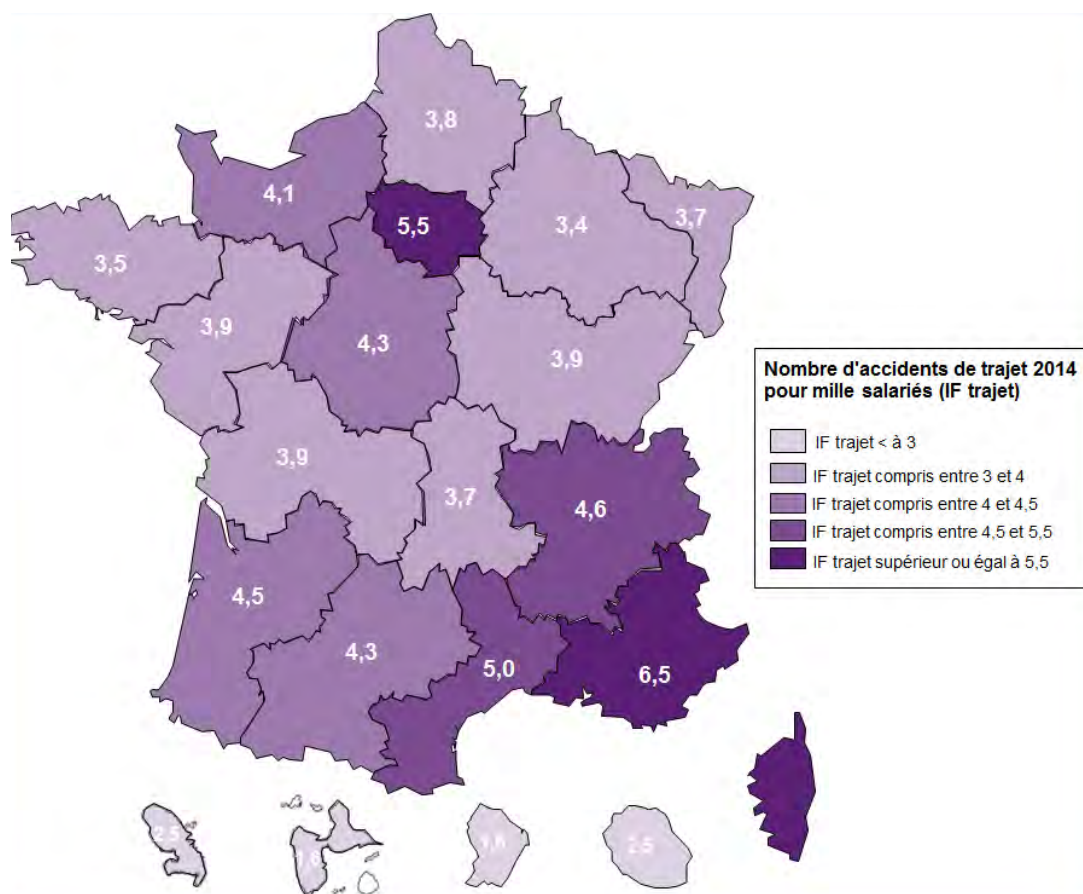 3,8
4,1
5,5
3,4
3,7
3,5
3,9
4,3
3,9
3,9
3,7
4,6
4,5
4,3
5,0
6,5
Nombre d'accidents de trajet 2014
pour mille salariés (IF trajet)
IF trajet < à 3
IF trajet compris entre 3 et 4
IF trajet compris entre 4 et 4,5
IF trajet compris entre 4,5 et 5,5
IF trajet supérieur ou égal à 5,5
2,5